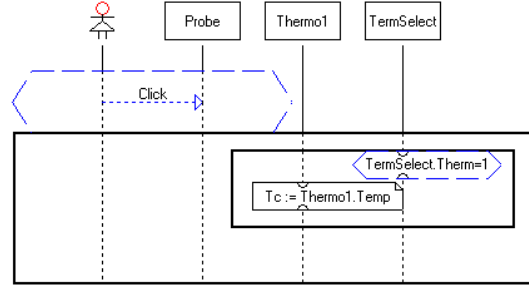 Probe
Thermo1
TermSelect
Click
TermSelect.Therm=1
Tc := Thermo1.Temp